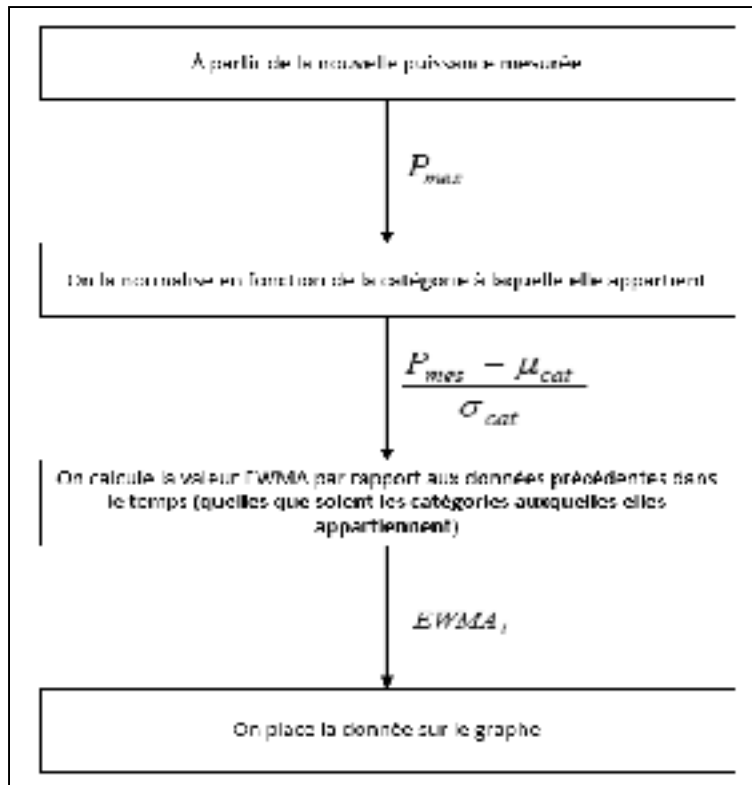 À partir de la nouvelle puissance mesurée
P_mes
On la normalise en fonction de la catégorie à laquelle elle appartient
P_mes − μ_cat
σ_cat
On calcule la valeur EWMA par rapport aux données précédentes dans
le temps (quelles que soient les catégories auxquelles elles
appartiennent)
EWMA_i
On place la donnée sur le graphe